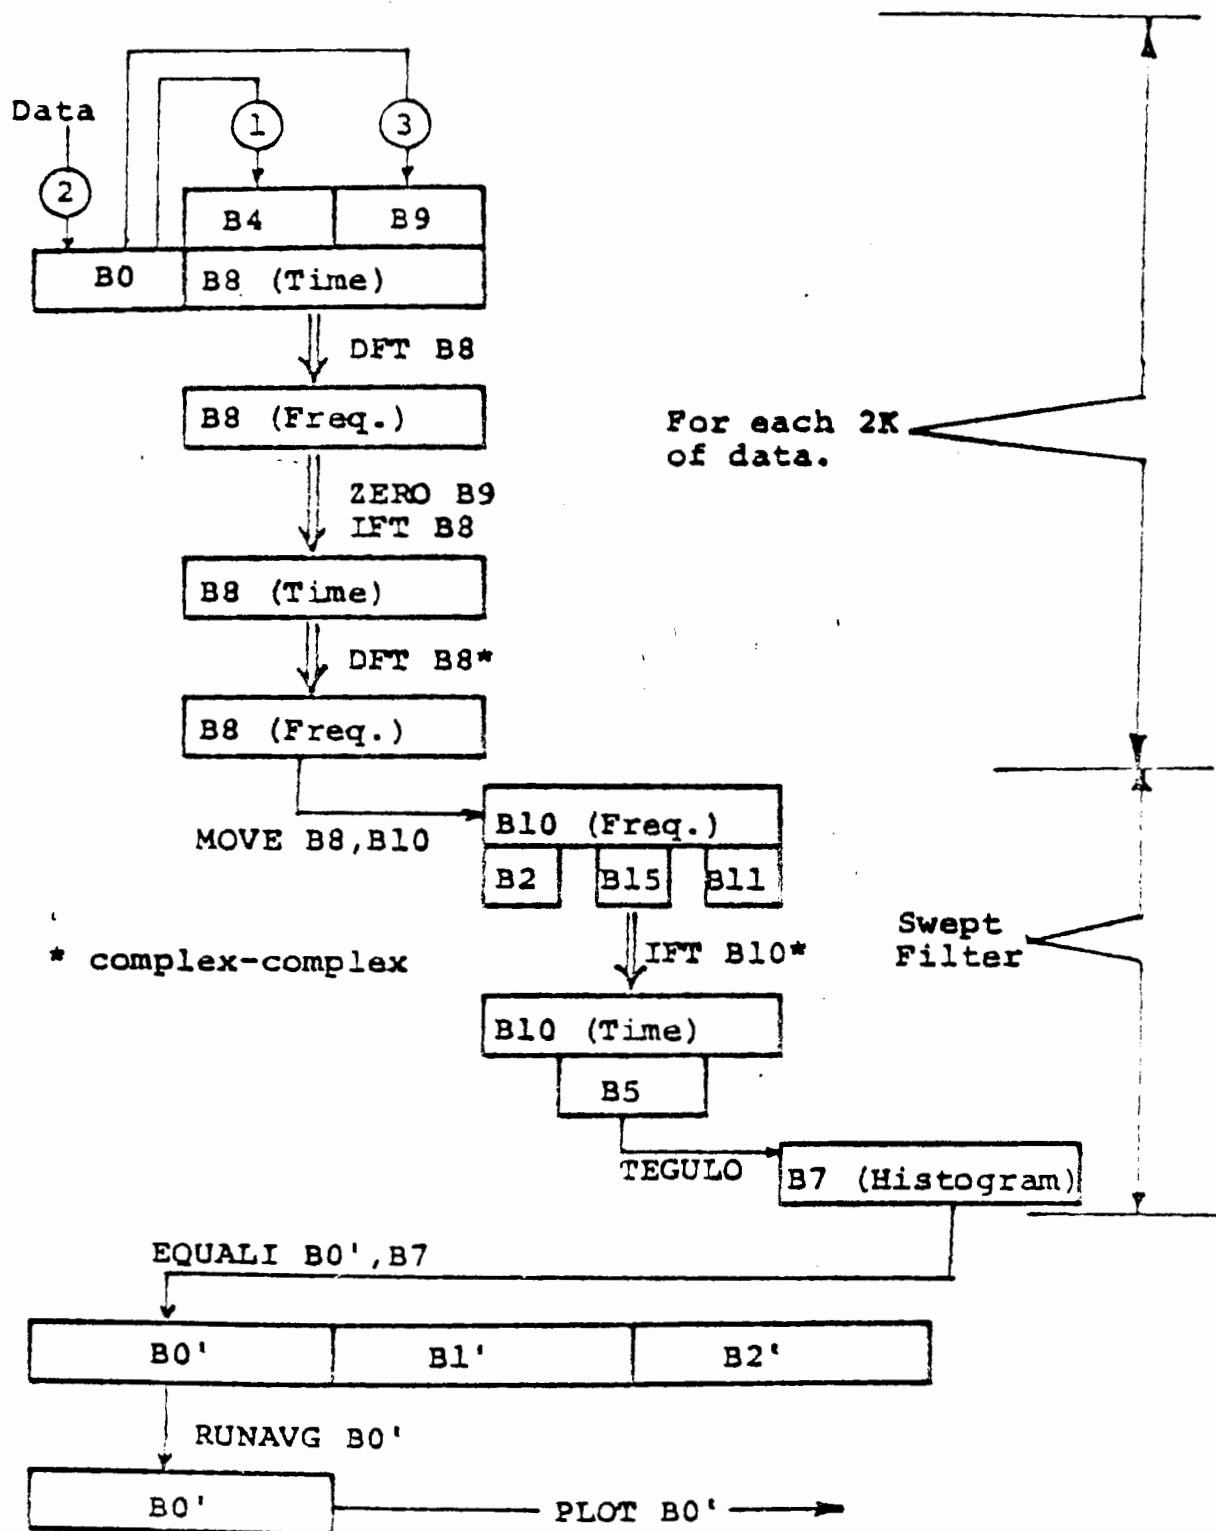 Data
1
3
2
B4
B9
B0
B8 (Time)
DFT B8
B8 (Freq.)
For each 2K
of data.
ZERO B9
IFT B8
B8 (Time)
DFT B8*
B8 (Freq.)
MOVE B8,B10
B10 (Freq.)
B2
B15
B11
* complex-complex
IFT B10*
Swept
Filter
B10 (Time)
B5
TEGULO
B7 (Histogram)
EQUALI B0',B7
B0'
B1'
B2'
RUNAVG B0'
B0'
PLOT B0'